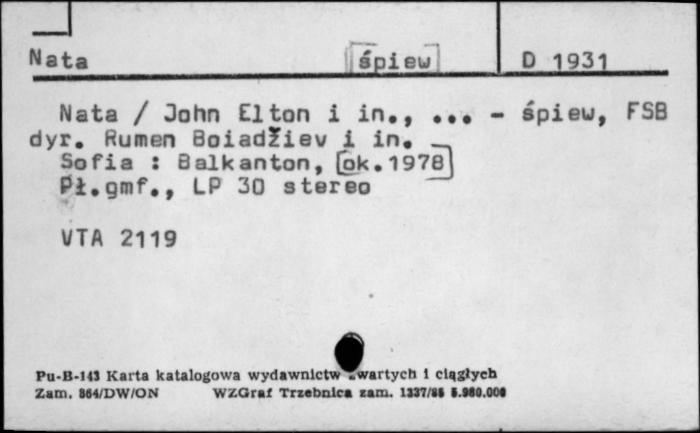 Nata [śpiew] D 1931
Nata / John Elton i in., ... - śpiew, FSB
dyr. Rumen Boiadžiev i in.
Sofia : Balkanton, [ok.1978]
Pł.gmf., LP 30 stereo
VTA 2119
Pu-B-143 Karta katalogowa wydawnictw zwartych i ciągłych
Zam. 864/DW/ON WZGraf Trzebnica zam. 1337/86 5.980.000